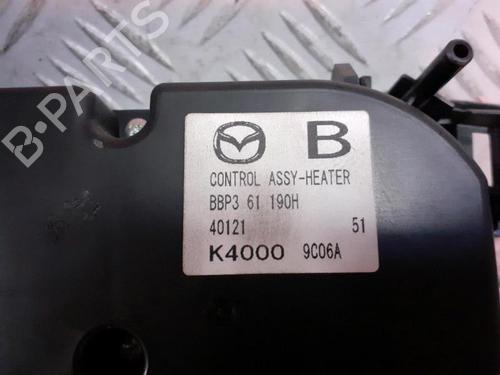 B-PARTS
B
CONTROL ASSY-HEATER
BBP3 61 190H
40121 51
K4000 9C06A